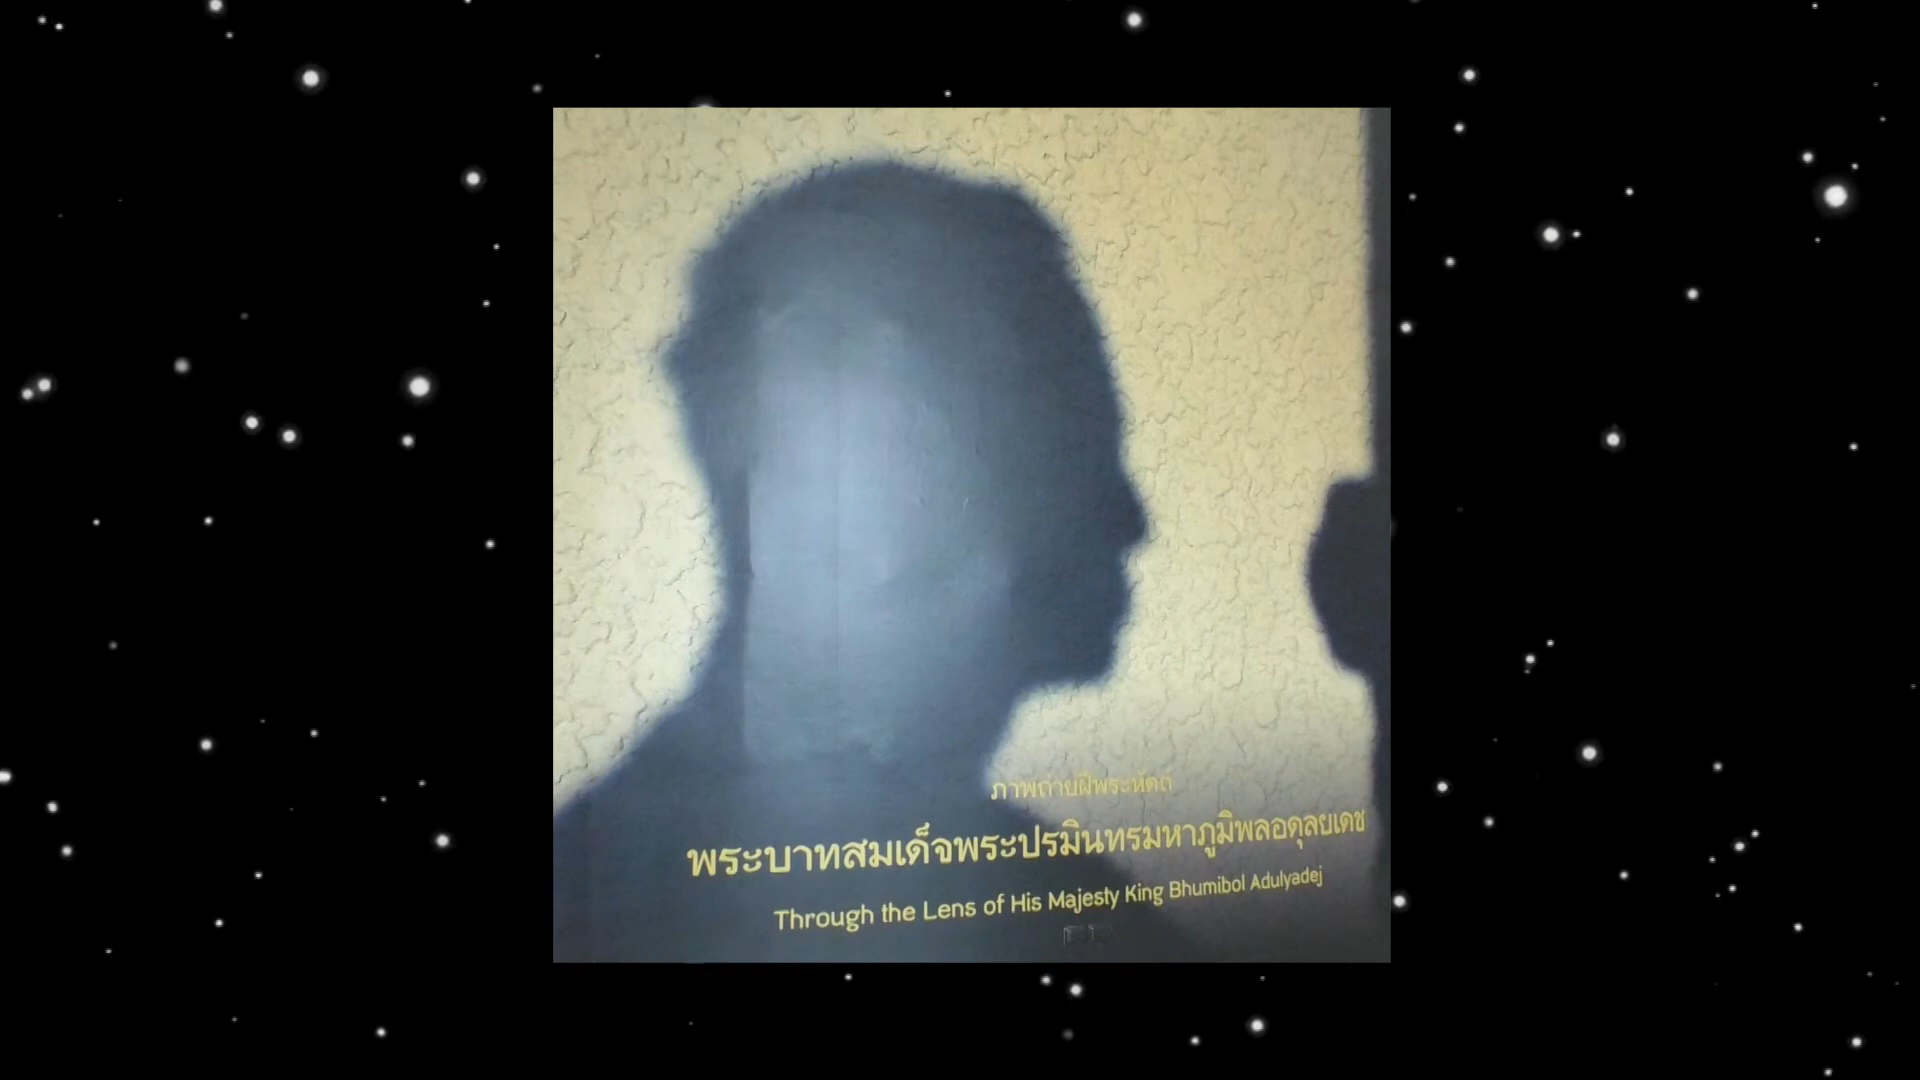 ภาพถ่ายฝีพระหัตถ์
พระบาทสมเด็จพระปรมินทรมหาภูมิพลอดุลยเดช
Through the Lens of His Majesty King Bhumibol Adulyadej